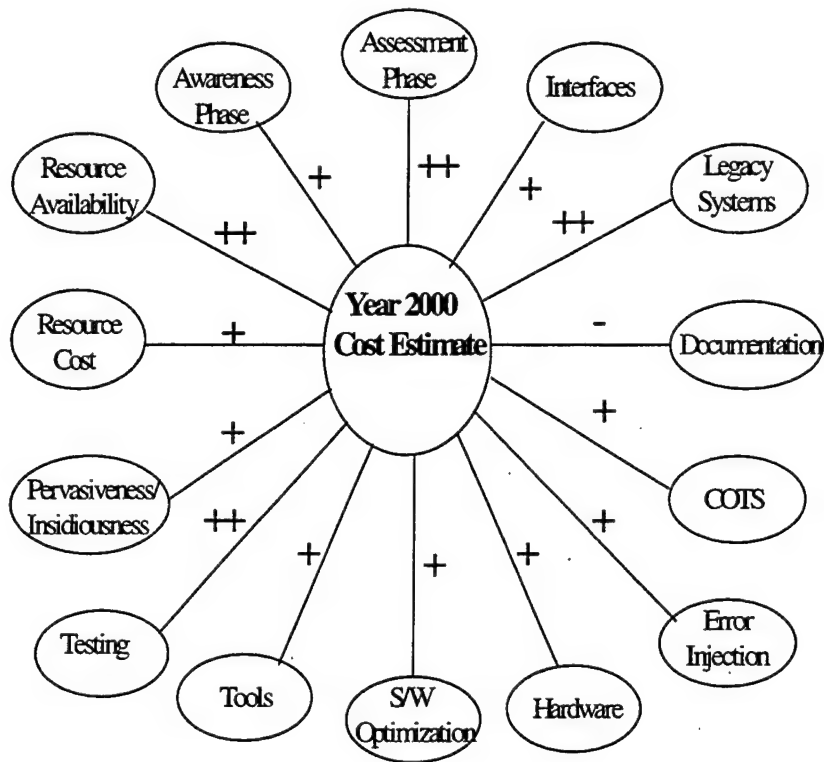 Assessment
Phase
Awareness
Phase
Interfaces
Resource
Availability
Legacy
Systems
+
++
+
++
++
Year 2000
Cost Estimate
Resource
Cost
+
-
Documentation
+
+
Pervasiveness/
Insidiousness
COTS
++
+
+
+
+
Testing
Error
Injection
Tools
S/W
Optimization
Hardware